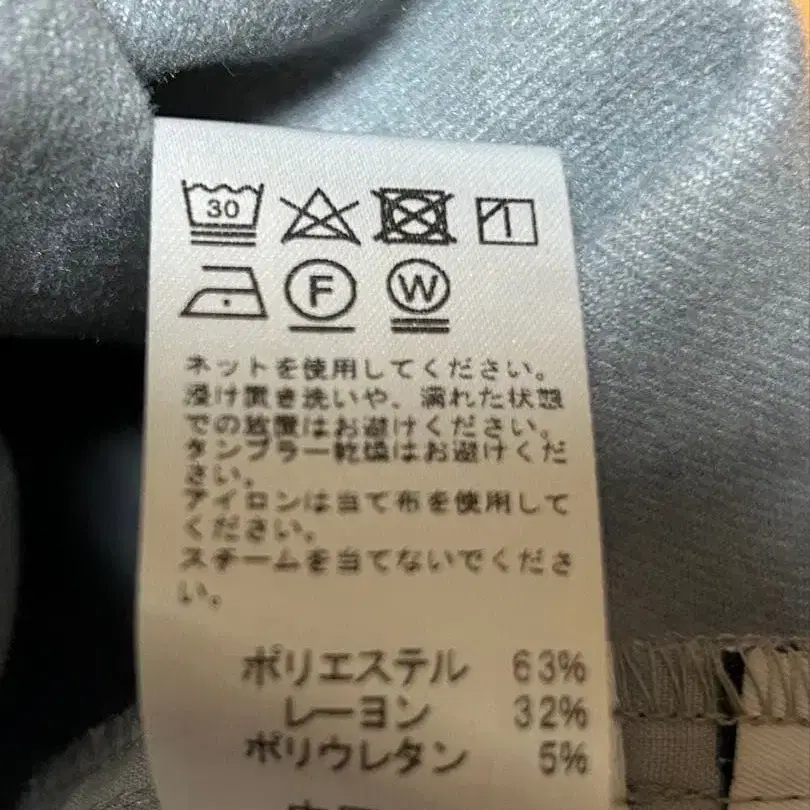 30
F
W
ネットを使用してください。
浸け置き洗いや、濡れた状態
での放置はお避けください。
タンブラー乾燥はお避けくだ
さい。
アイロンは当て布を使用して
ください。
スチームを当てないでくださ
い。
ポリエステル 63%
レーヨン 32%
ポリウレタン 5%